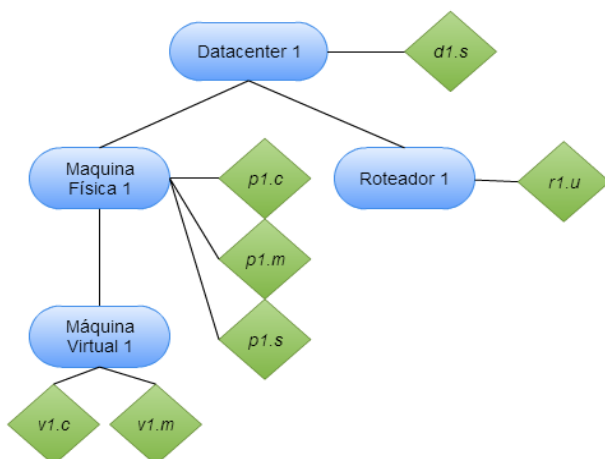 Datacenter 1
d1.s
Maquina
Física 1
p1.c
Roteador 1
r1.u
p1.m
p1.s
Máquina
Virtual 1
v1.c
v1.m